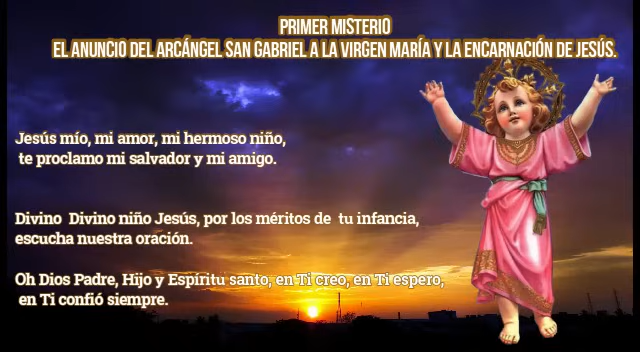 PRIMER MISTERIO
EL ANUNCIO DEL ARCÁNGEL SAN GABRIEL A LA VIRGEN MARÍA Y LA ENCARNACIÓN DE JESÚS.
Jesús mío, mi amor, mi hermoso niño,
te proclamo mi salvador y mi amigo.
Divino Divino niño Jesús, por los méritos de tu infancia,
escucha nuestra oración.
Oh Dios Padre, Hijo y Espíritu santo, en Ti creo, en Ti espero,
en Ti confió siempre.